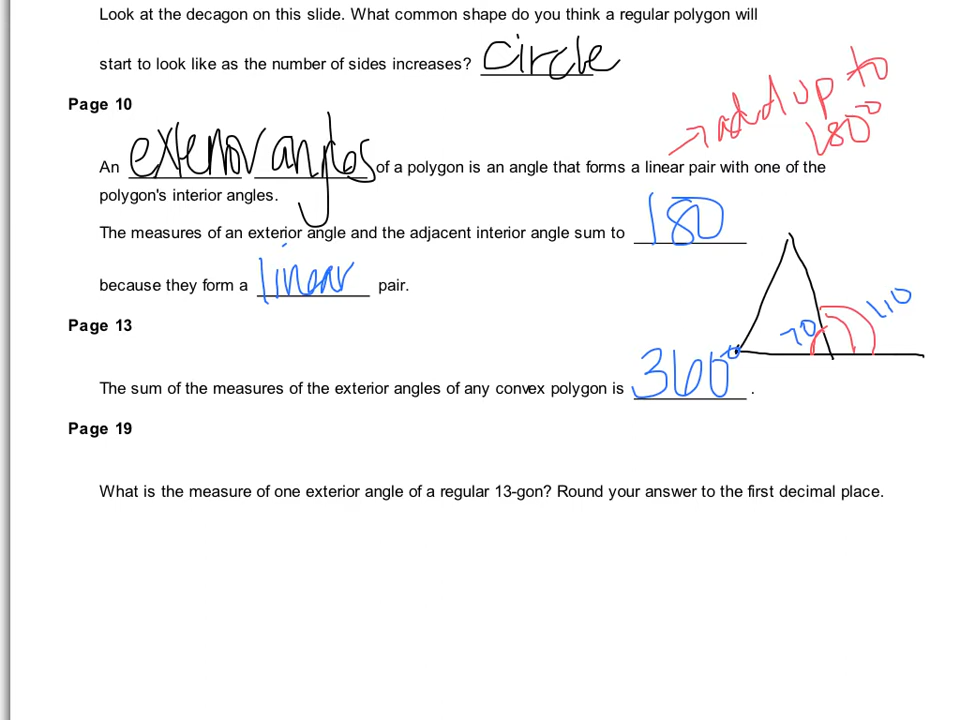 Look at the decagon on this slide. What common shape do you think a regular polygon will
start to look like as the number of sides increases? circle
Page 10
→ add up to
180°
An exterior angles of a polygon is an angle that forms a linear pair with one of the
polygon's interior angles.
The measures of an exterior angle and the adjacent interior angle sum to 180
because they form a linear pair.
70 110
Page 13
The sum of the measures of the exterior angles of any convex polygon is 360°.
Page 19
What is the measure of one exterior angle of a regular 13-gon? Round your answer to the first decimal place.